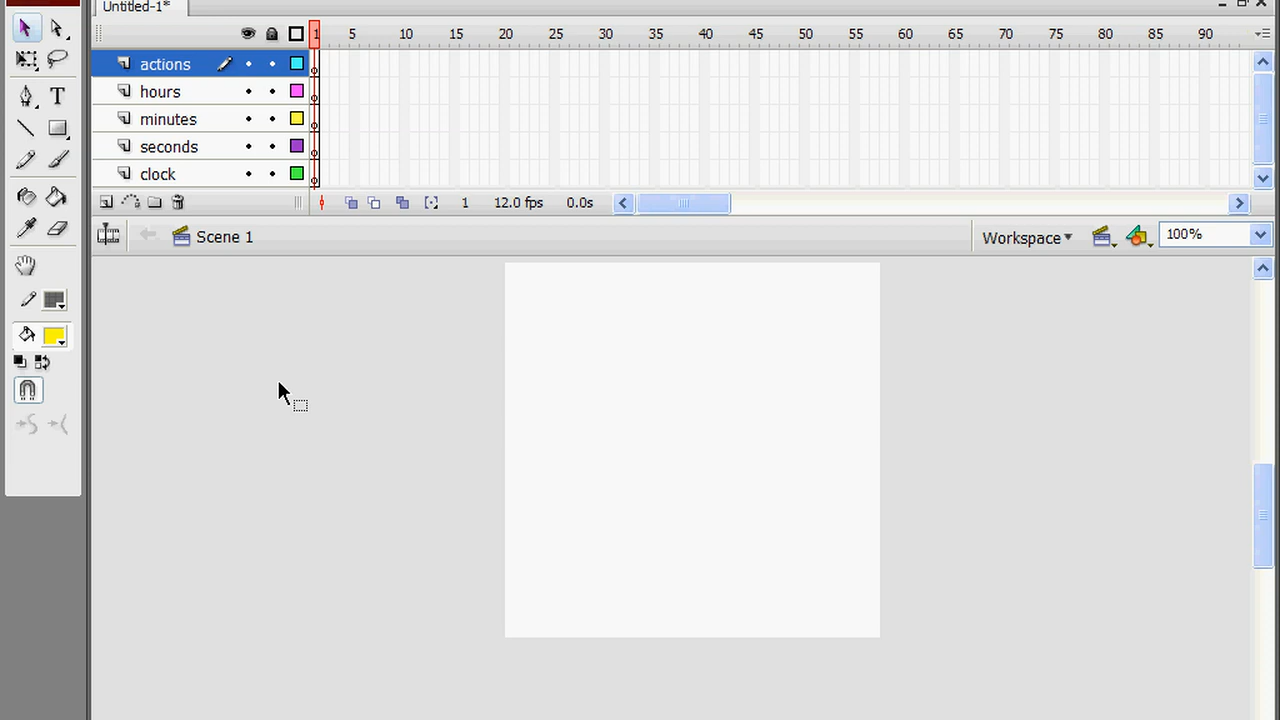 Untitled-1*
1 5 10 15 20 25 30 35 40 45 50 55 60 65 70 75 80 85 90
actions
hours
minutes
seconds
clock
1 12.0 fps 0.0s
Scene 1 Workspace 100%
T